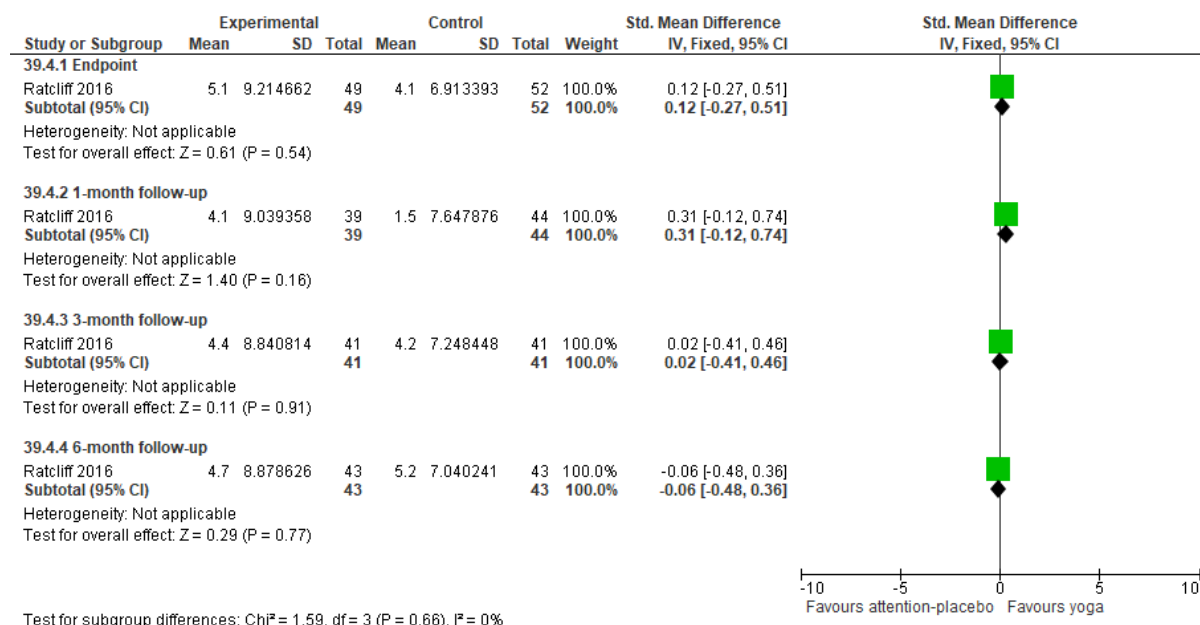 Experimental Control Std. Mean Difference Std. Mean Difference
Study or Subgroup Mean SD Total Mean SD Total Weight IV, Fixed, 95% CI IV, Fixed, 95% CI
39.4.1 Endpoint
Ratcliff 2016 5.1 9.214662 49 4.1 6.913393 52 100.0% 0.12 [-0.27, 0.51]
Subtotal (95% CI) 49 52 100.0% 0.12 [-0.27, 0.51]
Heterogeneity: Not applicable
Test for overall effect: Z = 0.61 (P = 0.54)
39.4.2 1-month follow-up
Ratcliff 2016 4.1 9.039358 39 1.5 7.647876 44 100.0% 0.31 [-0.12, 0.74]
Subtotal (95% CI) 39 44 100.0% 0.31 [-0.12, 0.74]
Heterogeneity: Not applicable
Test for overall effect: Z = 1.40 (P = 0.16)
39.4.3 3-month follow-up
Ratcliff 2016 4.4 8.840814 41 4.2 7.248448 41 100.0% 0.02 [-0.41, 0.46]
Subtotal (95% CI) 41 41 100.0% 0.02 [-0.41, 0.46]
Heterogeneity: Not applicable
Test for overall effect: Z = 0.11 (P = 0.91)
39.4.4 6-month follow-up
Ratcliff 2016 4.7 8.878626 43 5.2 7.040241 43 100.0% -0.06 [-0.48, 0.36]
Subtotal (95% CI) 43 43 100.0% -0.06 [-0.48, 0.36]
Heterogeneity: Not applicable
Test for overall effect: Z = 0.29 (P = 0.77)
-10 -5 0 5 10
Favours attention-placebo Favours yoga
Test for subgroup differences: Chi² = 1.59, df = 3 (P = 0.66), I² = 0%